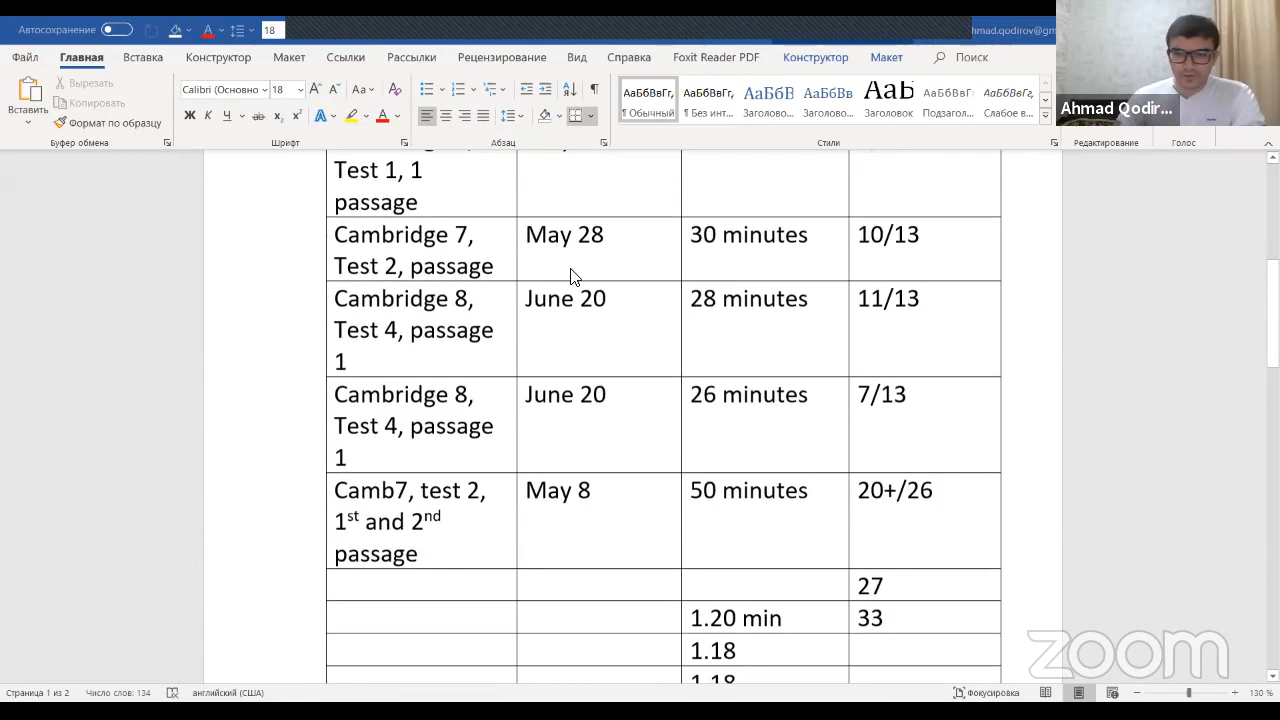 Автосохранение 18 hmad.qodirov@gm
Файл Главная Вставка Конструктор Макет Ссылки Рассылки Рецензирование Вид Справка Foxit Reader PDF Конструктор Макет Поиск
Вставить
Вырезать
Копировать
Формат по образцу
Буфер обмена
Calibri (Основно 18
Шрифт
Абзац
АаБбВвГг, АаБбВвГг, АаБбВ АаБбВв АаБ АаБбВвГ АаБбВвГг,
¶ Обычный ¶ Без инт... Заголово... Заголово... Заголовок Подзагол... Слабое в...
Стили
Редактирование
Голос
Ahmad Qodir...
Test 1, 1
passage
Cambridge 7,
Test 2, passage
May 28
30 minutes
10/13
Cambridge 8,
Test 4, passage
1
June 20
28 minutes
11/13
Cambridge 8,
Test 4, passage
1
June 20
26 minutes
7/13
Camb7, test 2,
1st and 2nd
passage
May 8
50 minutes
20+/26
27
1.20 min
33
1.18
1.18
zoom
Страница 1 из 2 Число слов: 134 английский (США) Фокусировка 130 %